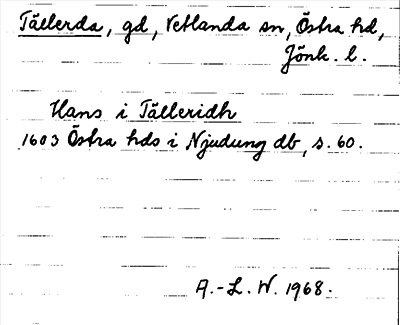 Tällerda, gd, Vetlanda sn, Östra hd,
Jönk. l.
Hans i Tälleridh
1603 Östra hds i Njudung db, s. 60.
A.-L. W. 1968.